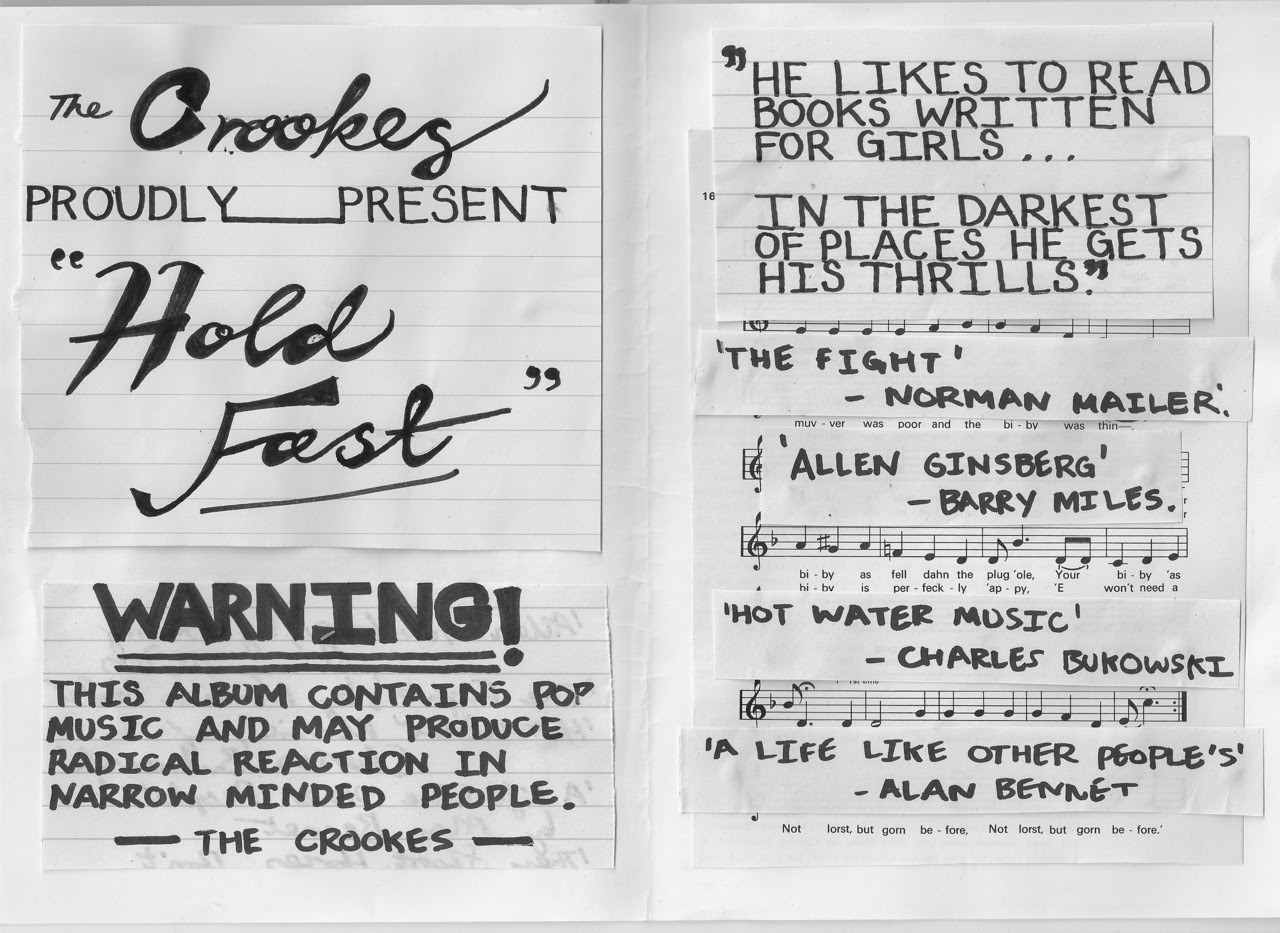 The Crookes
PROUDLY PRESENT
“Hold
Fast”
WARNING!
THIS ALBUM CONTAINS POP
MUSIC AND MAY PRODUCE
RADICAL REACTION IN
NARROW MINDED PEOPLE.
— THE CROOKES —
"HE LIKES TO READ
BOOKS WRITTEN
FOR GIRLS ...
IN THE DARKEST
OF PLACES HE GETS
HIS THRILLS."
16
'THE FIGHT'
- NORMAN MAILER.
muv - ver was poor and the bi - by was thin—
'ALLEN GINSBERG'
- BARRY MILES.
bi - by as fell dahn the plug 'ole, Your bi - by 'as
bi - by is per - feck - ly 'ap - py, 'E won't need a
'HOT WATER MUSIC'
- CHARLES BUKOWSKI
'A LIFE LIKE OTHER PEOPLE'S'
- ALAN BENNET
Not lorst, but gorn be - fore, Not lorst, but gorn be - fore.'